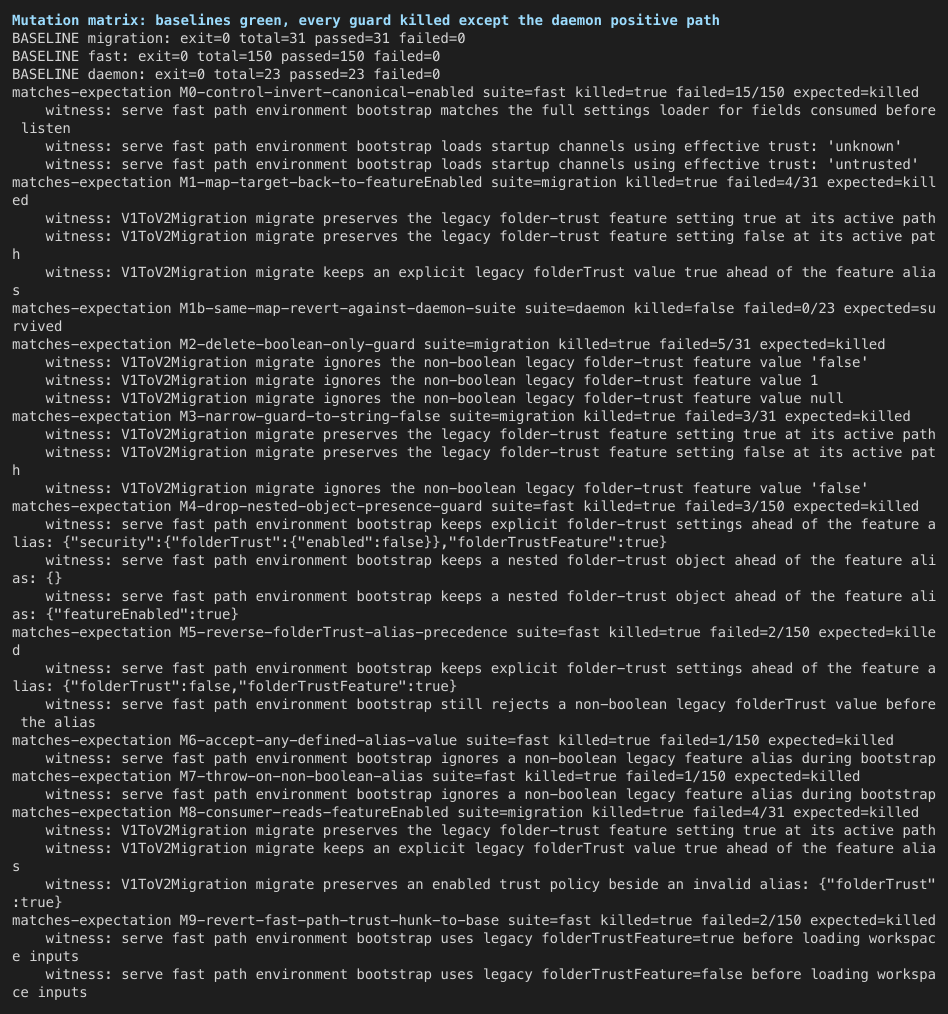 Mutation matrix: baselines green, every guard killed except the daemon positive path
BASELINE migration: exit=0 total=31 passed=31 failed=0
BASELINE fast: exit=0 total=150 passed=150 failed=0
BASELINE daemon: exit=0 total=23 passed=23 failed=0
matches-expectation M0-control-invert-canonical-enabled suite=fast killed=true failed=15/150 expected=killed
    witness: serve fast path environment bootstrap matches the full settings loader for fields consumed before
 listen
    witness: serve fast path environment bootstrap loads startup channels using effective trust: 'unknown'
    witness: serve fast path environment bootstrap loads startup channels using effective trust: 'untrusted'
matches-expectation M1-map-target-back-to-featureEnabled suite=migration killed=true failed=4/31 expected=kill
ed
    witness: V1ToV2Migration migrate preserves the legacy folder-trust feature setting true at its active path
    witness: V1ToV2Migration migrate preserves the legacy folder-trust feature setting false at its active pat
h
    witness: V1ToV2Migration migrate keeps an explicit legacy folderTrust value true ahead of the feature alia
s
matches-expectation M1b-same-map-revert-against-daemon-suite suite=daemon killed=false failed=0/23 expected=su
rvived
matches-expectation M2-delete-boolean-only-guard suite=migration killed=true failed=5/31 expected=killed
    witness: V1ToV2Migration migrate ignores the non-boolean legacy folder-trust feature value 'false'
    witness: V1ToV2Migration migrate ignores the non-boolean legacy folder-trust feature value 1
    witness: V1ToV2Migration migrate ignores the non-boolean legacy folder-trust feature value null
matches-expectation M3-narrow-guard-to-string-false suite=migration killed=true failed=3/31 expected=killed
    witness: V1ToV2Migration migrate preserves the legacy folder-trust feature setting true at its active path
    witness: V1ToV2Migration migrate preserves the legacy folder-trust feature setting false at its active pat
h
    witness: V1ToV2Migration migrate ignores the non-boolean legacy folder-trust feature value 'false'
matches-expectation M4-drop-nested-object-presence-guard suite=fast killed=true failed=3/150 expected=killed
    witness: serve fast path environment bootstrap keeps explicit folder-trust settings ahead of the feature a
lias: {"security":{"folderTrust":{"enabled":false}},"folderTrustFeature":true}
    witness: serve fast path environment bootstrap keeps a nested folder-trust object ahead of the feature ali
as: {}
    witness: serve fast path environment bootstrap keeps a nested folder-trust object ahead of the feature ali
as: {"featureEnabled":true}
matches-expectation M5-reverse-folderTrust-alias-precedence suite=fast killed=true failed=2/150 expected=kille
d
    witness: serve fast path environment bootstrap keeps explicit folder-trust settings ahead of the feature a
lias: {"folderTrust":false,"folderTrustFeature":true}
    witness: serve fast path environment bootstrap still rejects a non-boolean legacy folderTrust value before
 the alias
matches-expectation M6-accept-any-defined-alias-value suite=fast killed=true failed=1/150 expected=killed
    witness: serve fast path environment bootstrap ignores a non-boolean legacy feature alias during bootstrap
matches-expectation M7-throw-on-non-boolean-alias suite=fast killed=true failed=1/150 expected=killed
    witness: serve fast path environment bootstrap ignores a non-boolean legacy feature alias during bootstrap
matches-expectation M8-consumer-reads-featureEnabled suite=migration killed=true failed=4/31 expected=killed
    witness: V1ToV2Migration migrate preserves the legacy folder-trust feature setting true at its active path
    witness: V1ToV2Migration migrate keeps an explicit legacy folderTrust value true ahead of the feature alia
s
    witness: V1ToV2Migration migrate preserves an enabled trust policy beside an invalid alias: {"folderTrust"
:true}
matches-expectation M9-revert-fast-path-trust-hunk-to-base suite=fast killed=true failed=2/150 expected=killed
    witness: serve fast path environment bootstrap uses legacy folderTrustFeature=true before loading workspac
e inputs
    witness: serve fast path environment bootstrap uses legacy folderTrustFeature=false before loading workspa
ce inputs